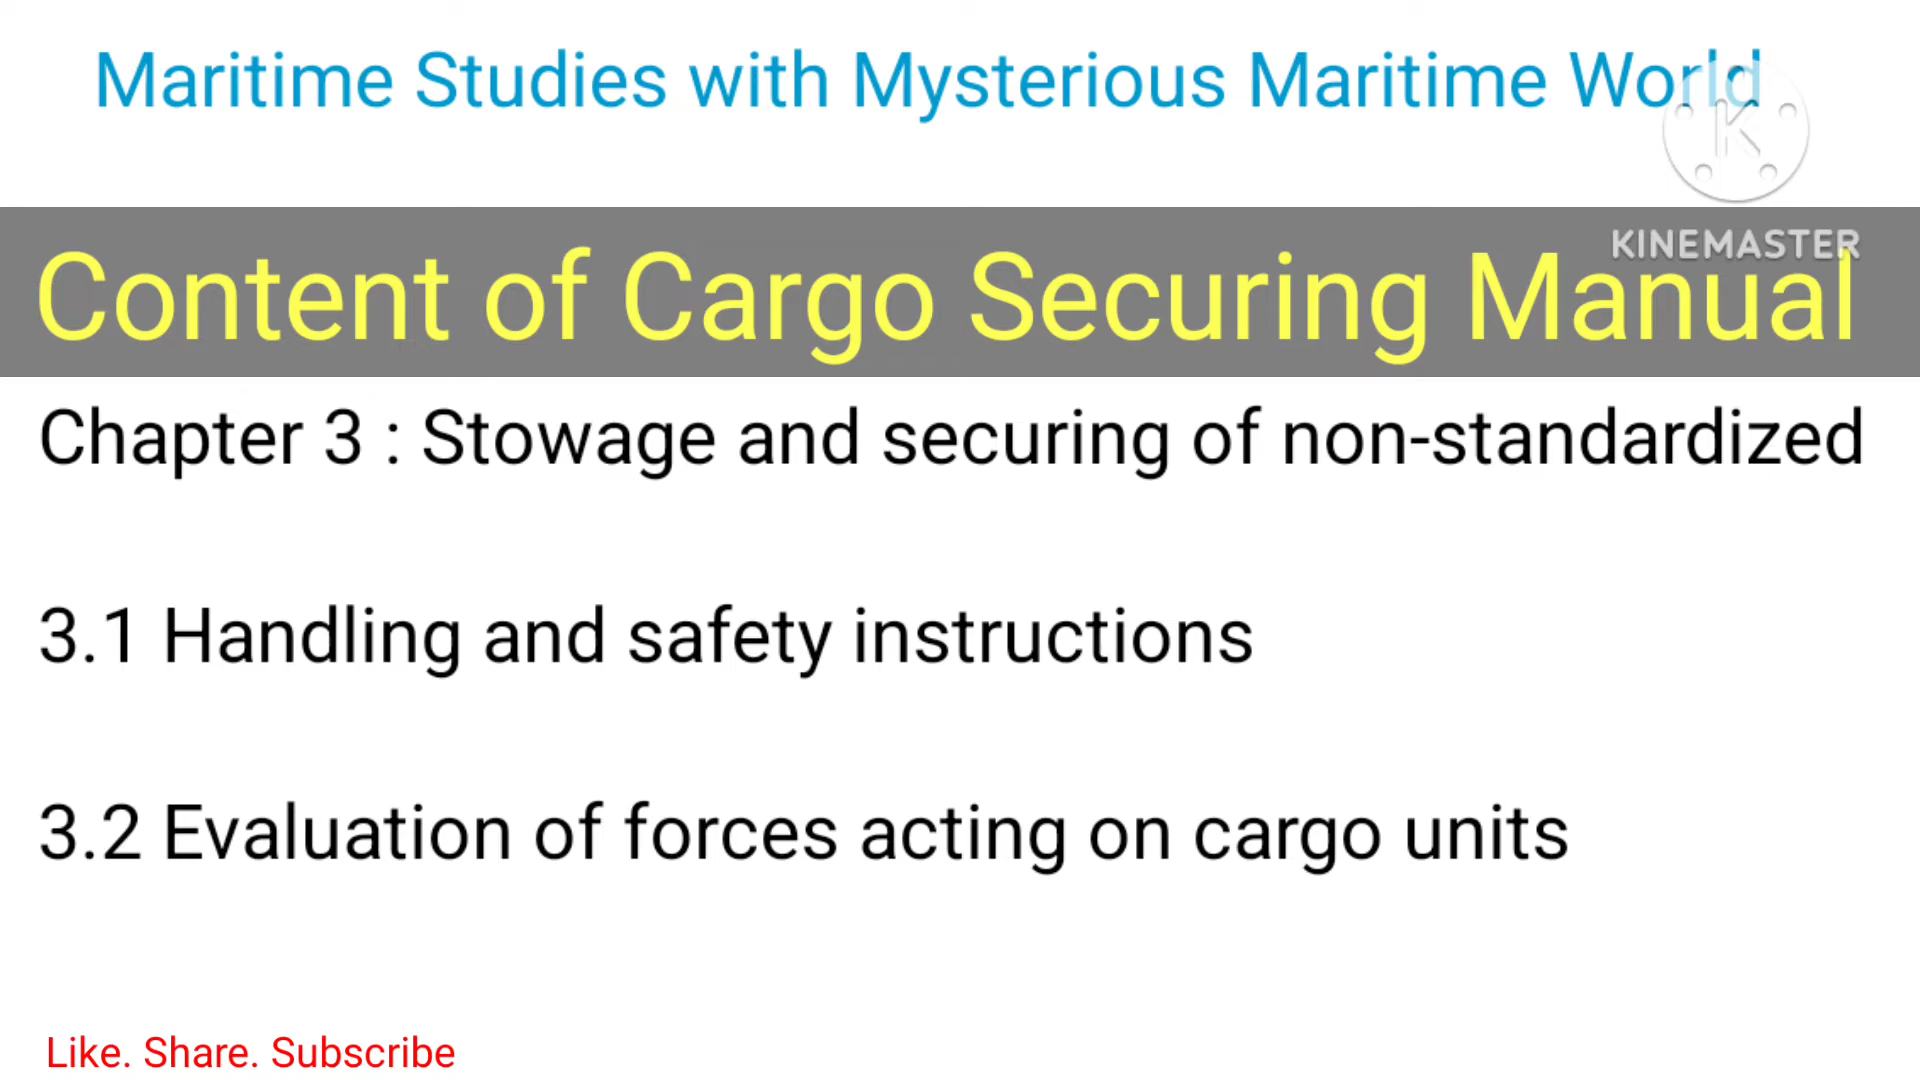 Maritime Studies with Mysterious Maritime World
KINEMASTER
Content of Cargo Securing Manual
Chapter 3 : Stowage and securing of non-standardized
3.1 Handling and safety instructions
3.2 Evaluation of forces acting on cargo units
Like. Share. Subscribe